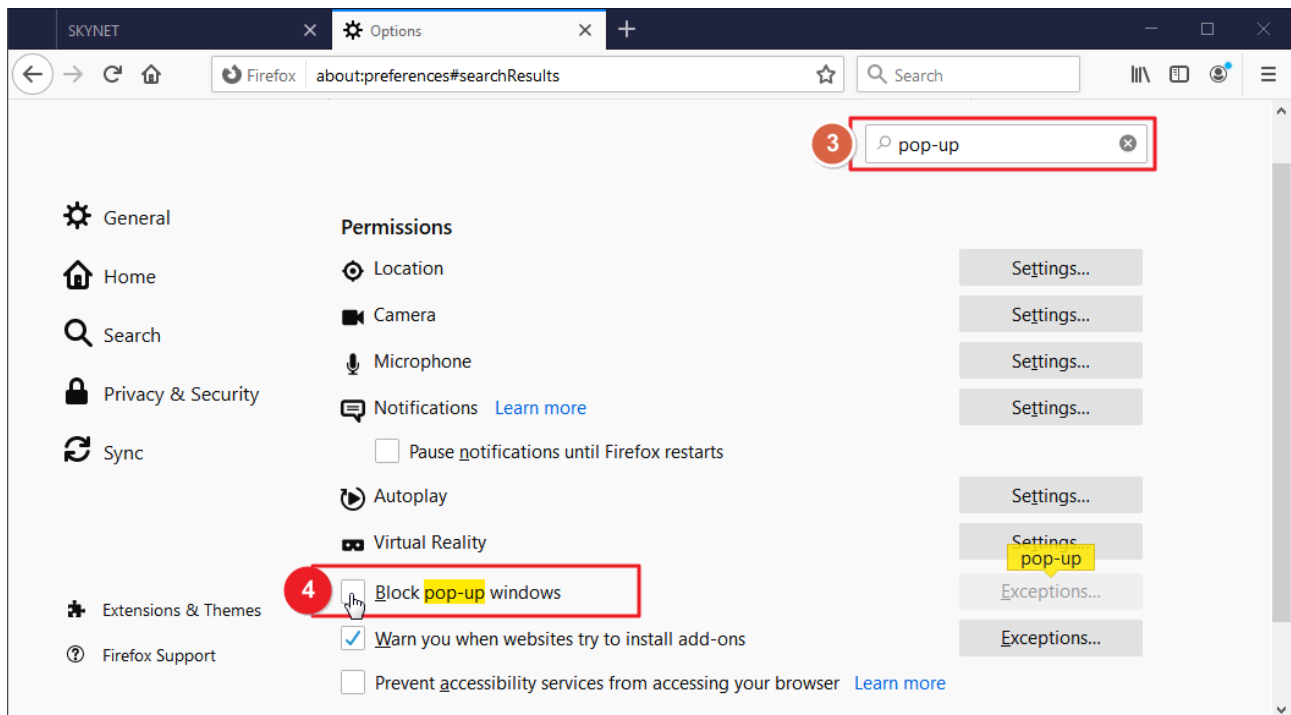 SKYNET
Options
Firefox about:preferences#searchResults
Search
3
pop-up
General
Home
Search
Privacy & Security
Sync
Extensions & Themes
Firefox Support
Permissions
Location Settings...
Camera Settings...
Microphone Settings...
Notifications Learn more Settings...
Pause notifications until Firefox restarts
Autoplay Settings...
Virtual Reality Settings...
pop-up
4
Block pop-up windows Exceptions...
Warn you when websites try to install add-ons Exceptions...
Prevent accessibility services from accessing your browser Learn more